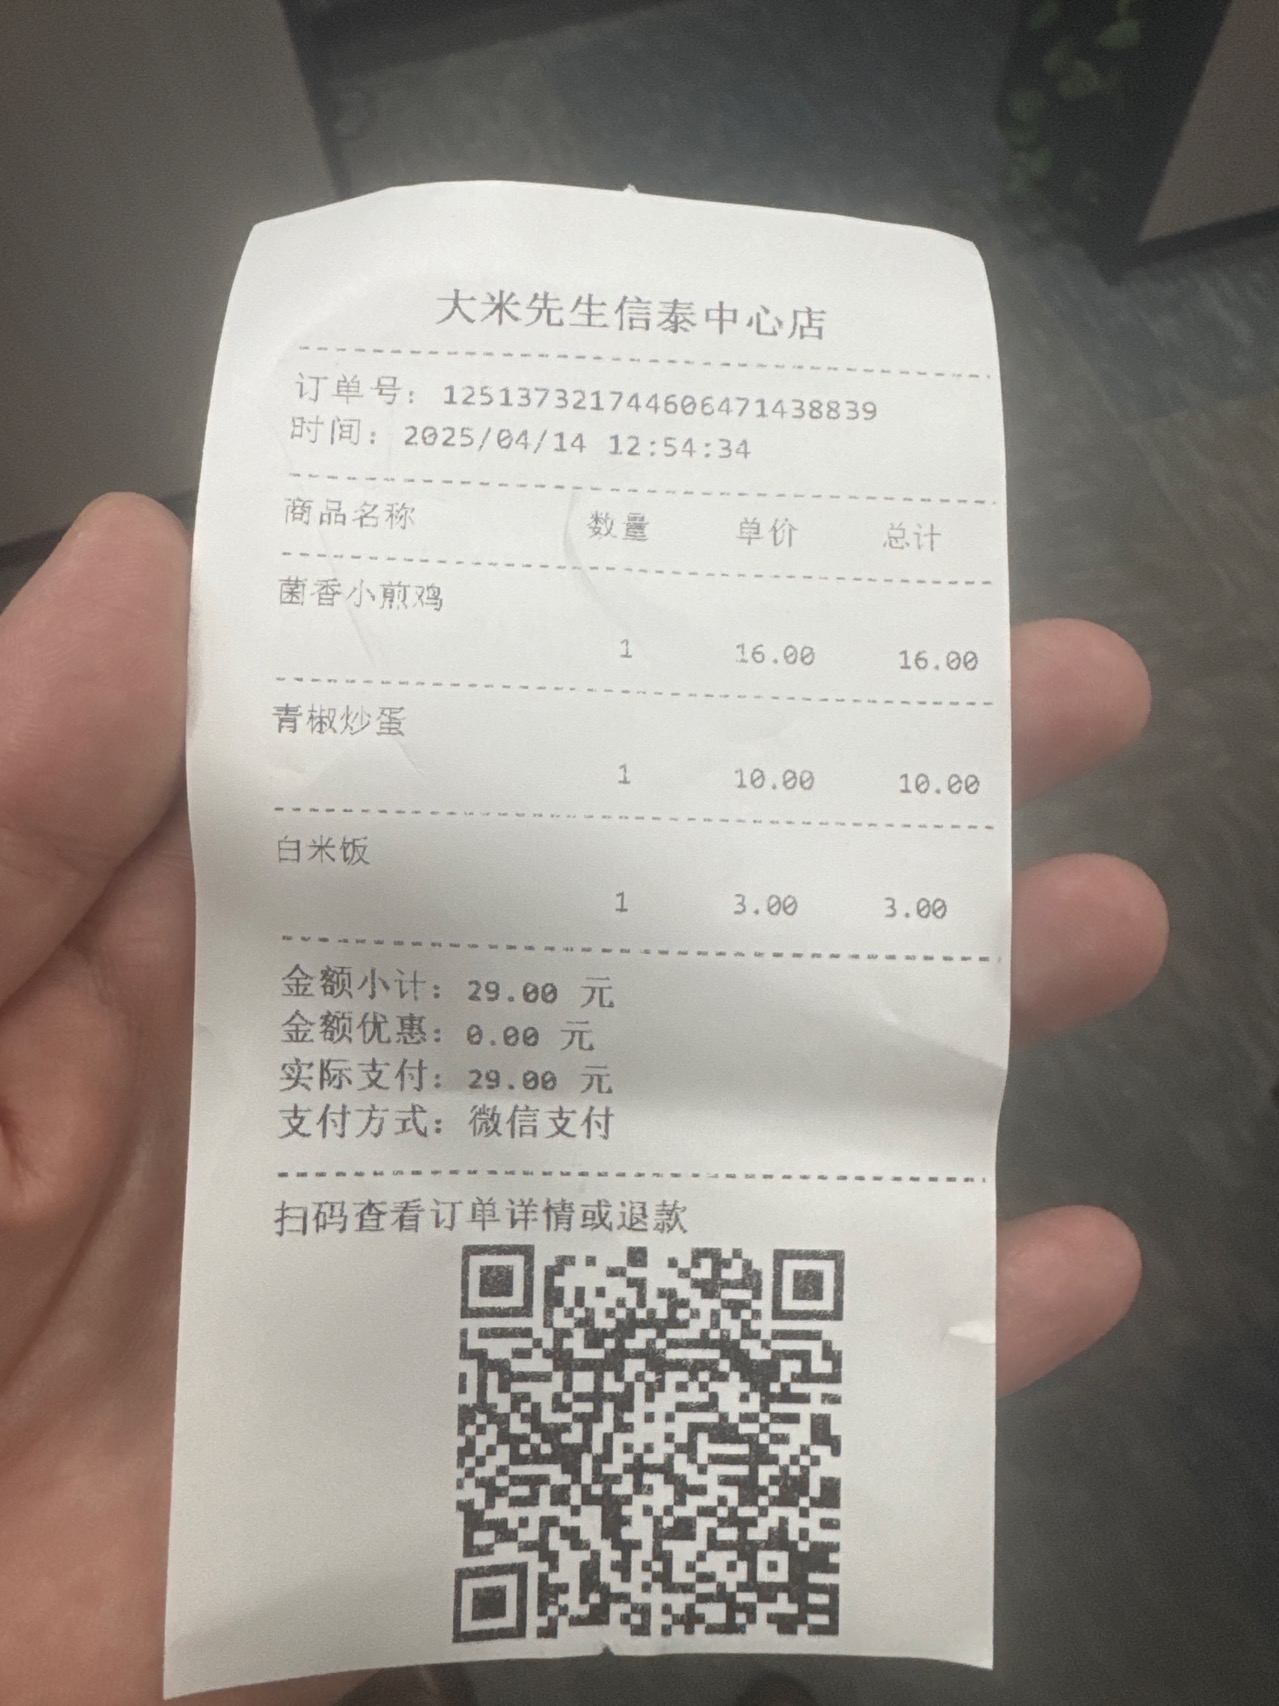 大米先生信泰中心店
订单号: 125137321744606471438839
时间: 2025/04/14 12:54:34
商品名称 数量 单价 总计
菌香小煎鸡
1 16.00 16.00
青椒炒蛋
1 10.00 10.00
白米饭
1 3.00 3.00
金额小计: 29.00 元
金额优惠: 0.00 元
实际支付: 29.00 元
支付方式: 微信支付
扫码查看订单详情或退款